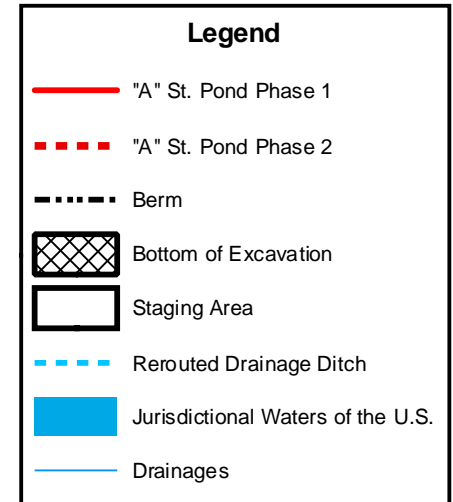 Legend
"A" St. Pond Phase 1
"A" St. Pond Phase 2
Berm
Bottom of Excavation
Staging Area
Rerouted Drainage Ditch
Jurisdictional Waters of the U.S.
Drainages